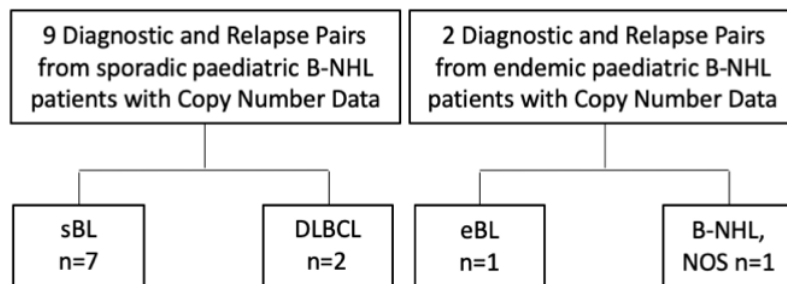 9 Diagnostic and Relapse Pairs
from sporadic paediatric B-NHL
patients with Copy Number Data
2 Diagnostic and Relapse Pairs
from endemic paediatric B-NHL
patients with Copy Number Data
sBL
n=7
DLBCL
n=2
eBL
n=1
B-NHL,
NOS n=1